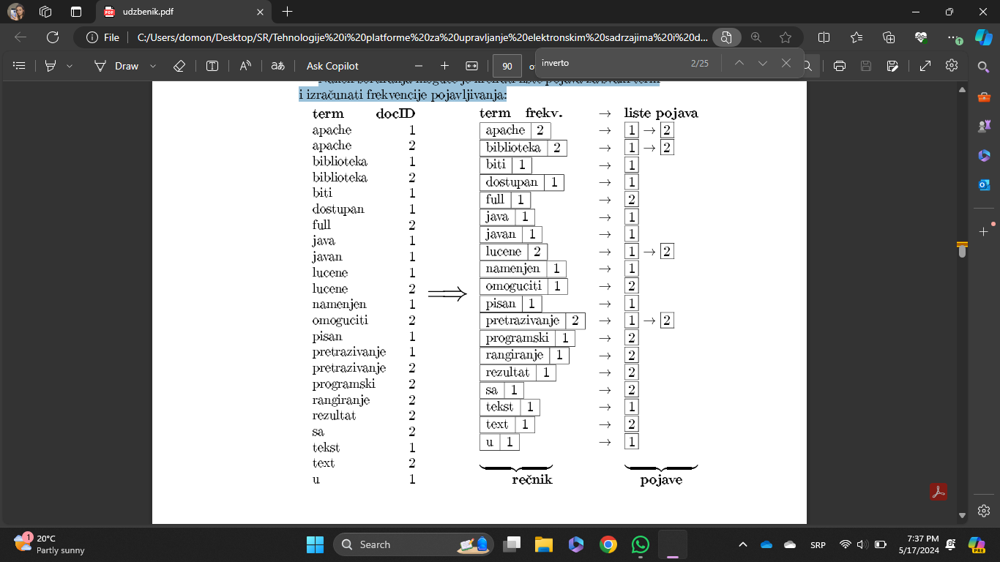 udzbenik.pdf
File C:/Users/domon/Desktop/SR/Tehnologije%20i%20platforme%20za%20upravljanje%20elektronskim%20sadrzajima%20i%20d...
Draw Ask Copilot 90 inverto 2/25
i izračunati frekvencije pojavljivanja:
term docID
apache 1
apache 2
biblioteka 1
biblioteka 2
biti 1
dostupan 1
full 2
java 1
javan 1
lucene 1
lucene 2
namenjen 1
omoguciti 2
pisan 1
pretrazivanje 1
pretrazivanje 2
programski 2
rangiranje 2
rezultat 2
sa 2
tekst 1
text 2
u 1
⟹
term frekv. → liste pojava
apache 2 → 1 → 2
biblioteka 2 → 1 → 2
biti 1 → 1
dostupan 1 → 1
full 1 → 2
java 1 → 1
javan 1 → 1
lucene 2 → 1 → 2
namenjen 1 → 1
omoguciti 1 → 2
pisan 1 → 1
pretrazivanje 2 → 1 → 2
programski 1 → 2
rangiranje 1 → 2
rezultat 1 → 2
sa 1 → 2
tekst 1 → 1
text 1 → 2
u 1 → 1
rečnik pojave
1 20°C
Partly sunny
Search
SRP
7:37 PM
5/17/2024
PRE